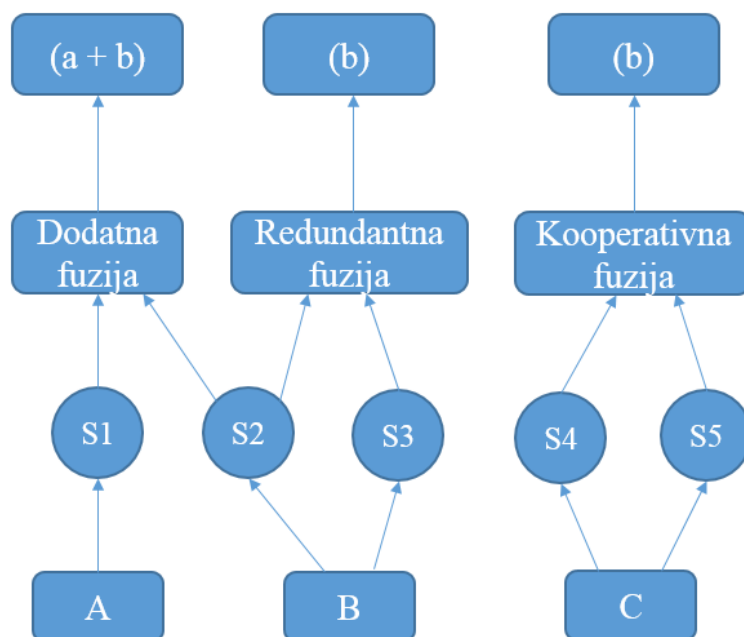 (a + b)
(b)
(b)
Dodatna
fuzija
Redundantna
fuzija
Kooperativna
fuzija
S1
S2
S3
S4
S5
A
B
C